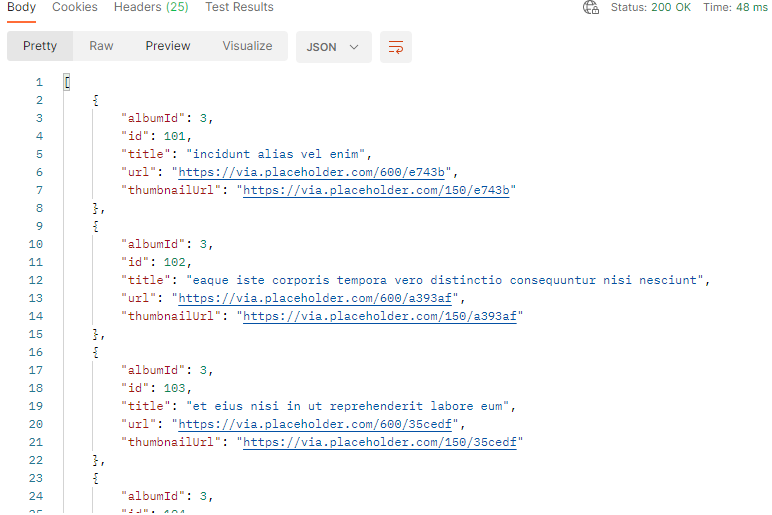 Body Cookies Headers (25) Test Results Status: 200 OK Time: 48 ms
Pretty Raw Preview Visualize JSON
1 [
2 {
3 "albumId": 3,
4 "id": 101,
5 "title": "incidunt alias vel enim",
6 "url": "https://via.placeholder.com/600/e743b",
7 "thumbnailUrl": "https://via.placeholder.com/150/e743b"
8 },
9 {
10 "albumId": 3,
11 "id": 102,
12 "title": "eaque iste corporis tempora vero distinctio consequuntur nisi nesciunt",
13 "url": "https://via.placeholder.com/600/a393af",
14 "thumbnailUrl": "https://via.placeholder.com/150/a393af"
15 },
16 {
17 "albumId": 3,
18 "id": 103,
19 "title": "et eius nisi in ut reprehenderit labore eum",
20 "url": "https://via.placeholder.com/600/35cedf",
21 "thumbnailUrl": "https://via.placeholder.com/150/35cedf"
22 },
23 {
24 "albumId": 3,